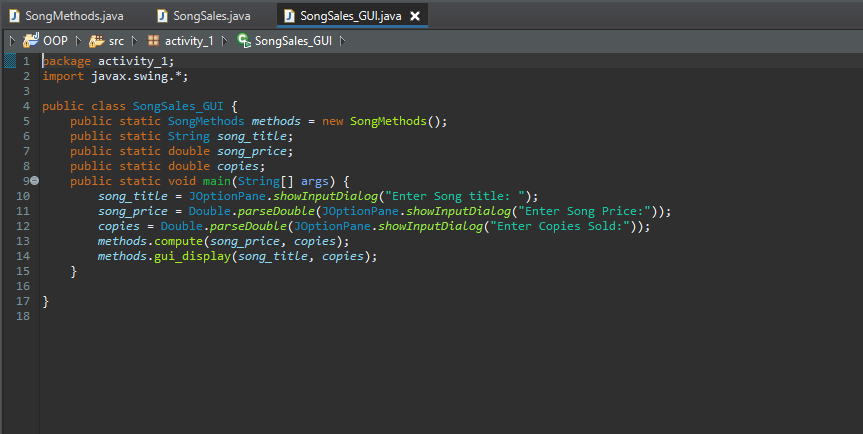 SongMethods.java SongSales.java SongSales_GUI.java
OOP src activity_1 SongSales_GUI
1 package activity_1;
2 import javax.swing.*;
3
4 public class SongSales_GUI {
5 public static SongMethods methods = new SongMethods();
6 public static String song_title;
7 public static double song_price;
8 public static double copies;
9 public static void main(String[] args) {
10 song_title = JOptionPane.showInputDialog("Enter Song title: ");
11 song_price = Double.parseDouble(JOptionPane.showInputDialog("Enter Song Price:"));
12 copies = Double.parseDouble(JOptionPane.showInputDialog("Enter Copies Sold:"));
13 methods.compute(song_price, copies);
14 methods.gui_display(song_title, copies);
15 }
16
17 }
18